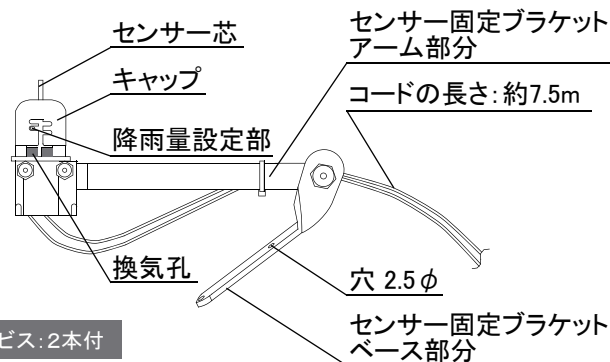 センサー芯
キャップ
降雨量設定部
換気孔
センサー固定ブラケット
アーム部分
コードの長さ:約7.5m
穴 2.5φ
センサー固定ブラケット
ベース部分
ビス:2本付